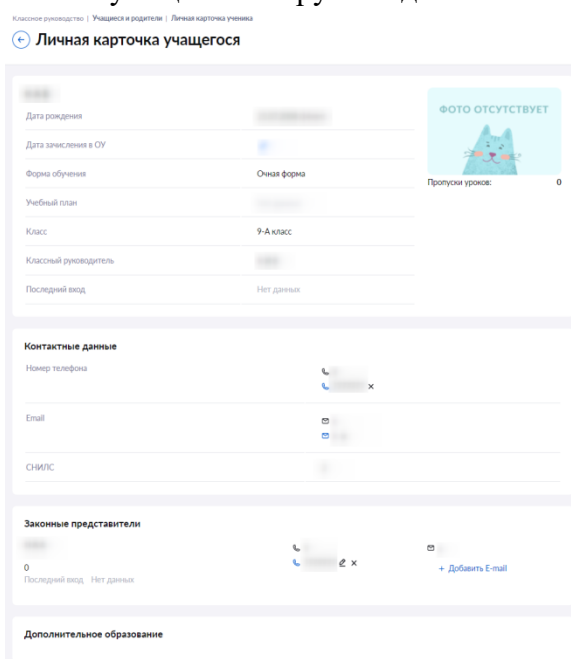 Классное руководство | Учащиеся и родители | Личная карточка ученика
Личная карточка учащегося
ФОТО ОТСУТСТВУЕТ
Дата рождения
Дата зачисления в ОУ
Форма обучения Очная форма
Пропуски уроков: 0
Учебный план
Класс 9-А класс
Классный руководитель
Последний вход Нет данных
Контактные данные
Номер телефона
Email
СНИЛС
Законные представители
0
+ Добавить E-mail
Последний вход Нет данных
Дополнительное образование